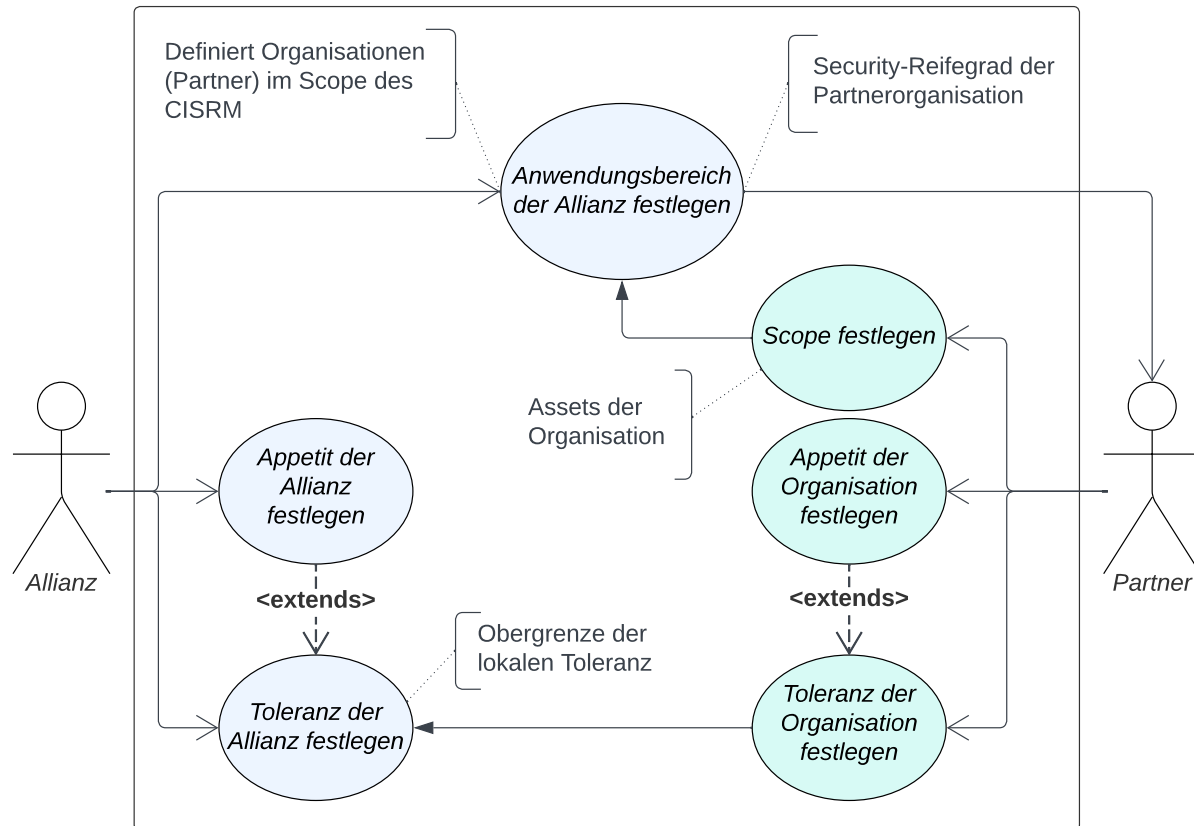 Definiert Organisationen
(Partner) im Scope des
CISRM
Security-Reifegrad der
Partnerorganisation
Anwendungsbereich
der Allianz festlegen
Scope festlegen
Assets der
Organisation
Appetit der
Allianz
festlegen
Appetit der
Organisation
festlegen
Allianz
Partner
<extends>
<extends>
Obergrenze der
lokalen Toleranz
Toleranz der
Allianz festlegen
Toleranz der
Organisation
festlegen